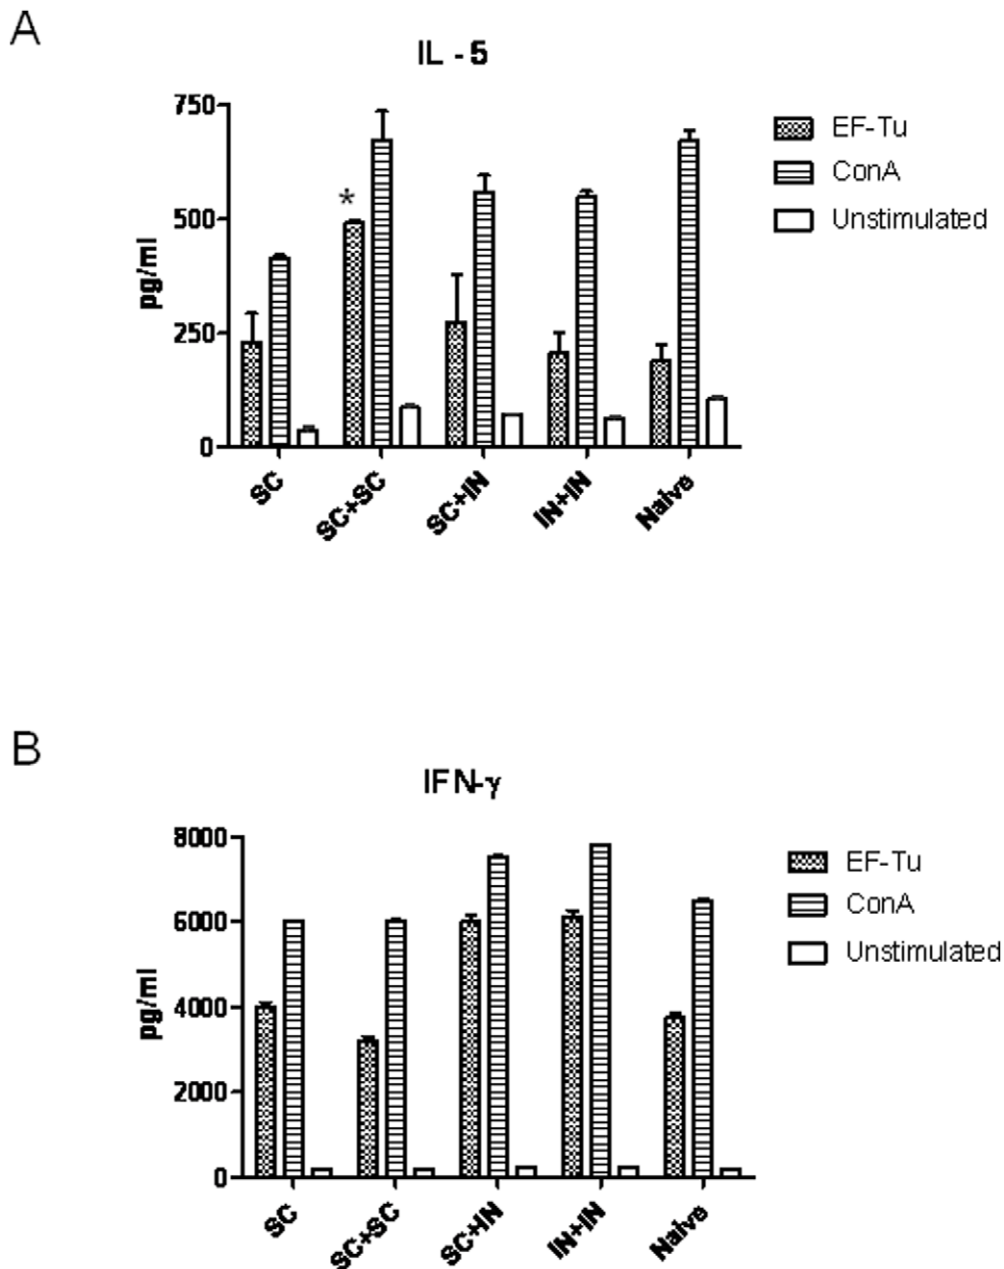 A
IL - 5
750
500
250
0
pg/ml
*
EF-Tu
ConA
Unstimulated
SC
SC+SC
SC+IN
IN+IN
Naive
B
IFN-γ
8000
6000
4000
2000
0
pg/ml
EF-Tu
ConA
Unstimulated
SC
SC+SC
SC+IN
IN+IN
Naive